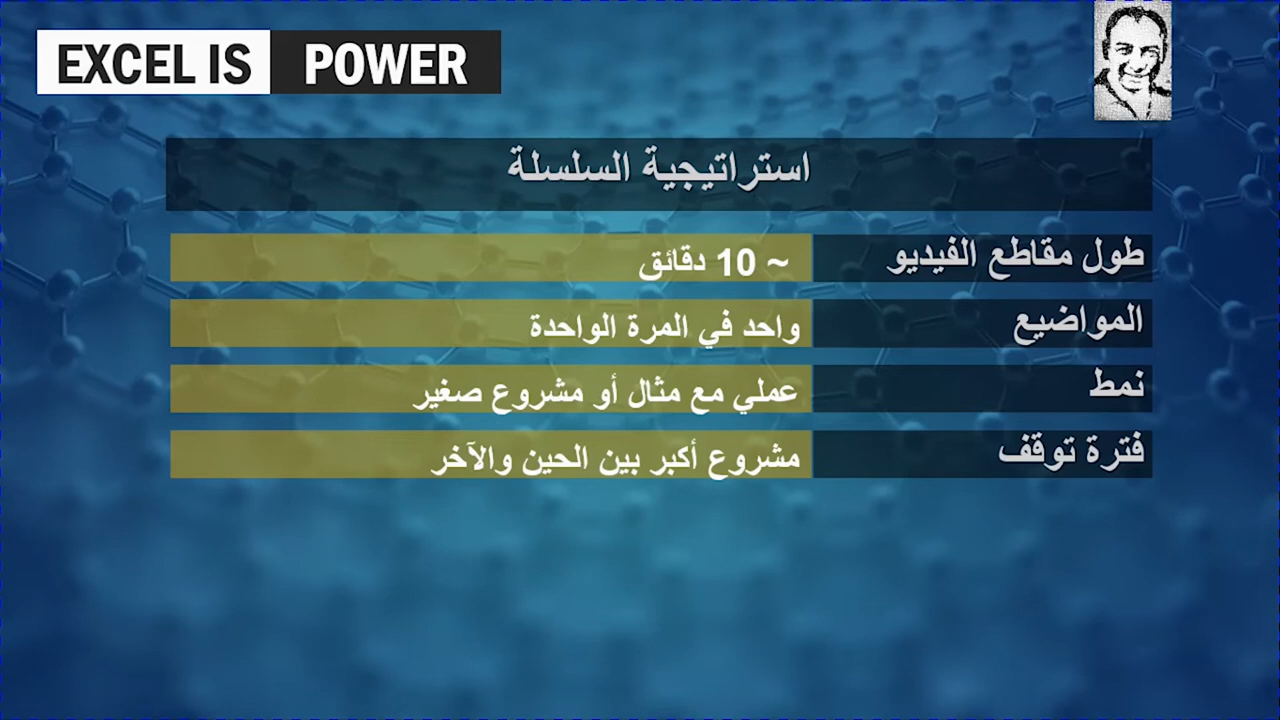 EXCEL IS POWER
استراتيجية السلسلة
طول مقاطع الفيديو ~ 10 دقائق
المواضيع واحد في المرة الواحدة
نمط عملي مع مثال أو مشروع صغير
فترة توقف مشروع أكبر بين الحين والآخر